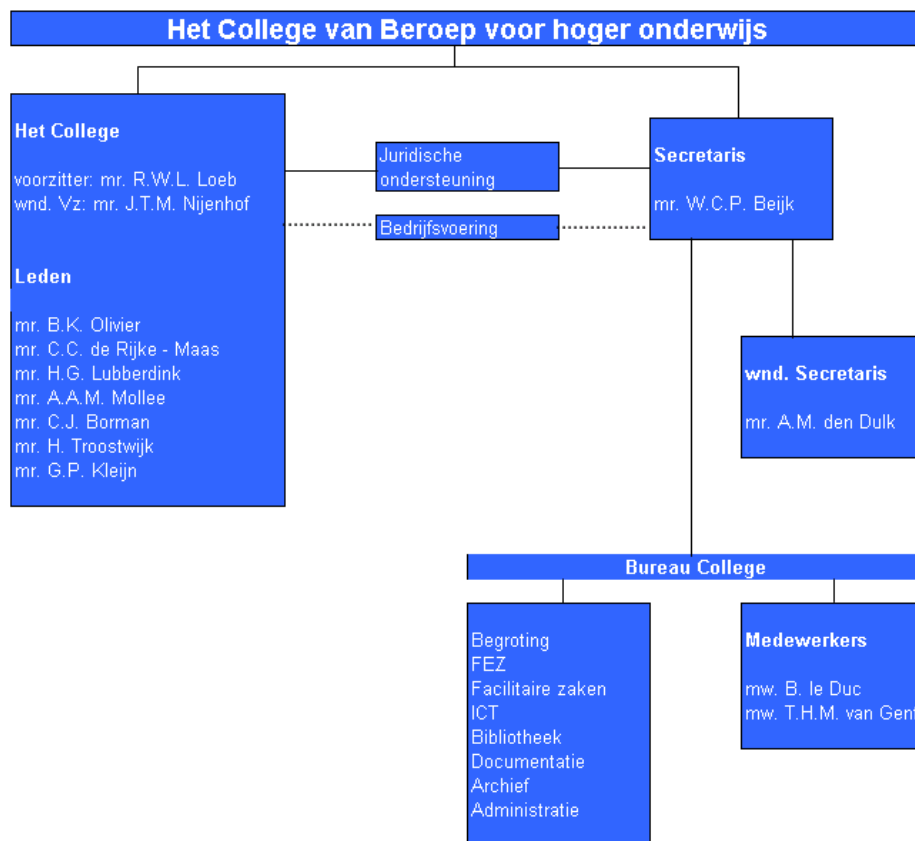 Het College van Beroep voor hoger onderwijs
Het College
voorzitter: mr. R.W.L. Loeb
wnd. Vz: mr. J.T.M. Nijenhof
Leden
mr. B.K. Olivier
mr. C.C. de Rijke - Maas
mr. H.G. Lubberdink
mr. A.A.M. Mollee
mr. C.J. Borman
mr. H. Troostwijk
mr. G.P. Kleijn
Juridische
ondersteuning
Bedrijfsvoering
Secretaris
mr. W.C.P. Beijk
wnd. Secretaris
mr. A.M. den Dulk
Bureau College
Begroting
FEZ
Facilitaire zaken
ICT
Bibliotheek
Documentatie
Archief
Administratie
Medewerkers
mw. B. le Duc
mw. T.H.M. van Gent